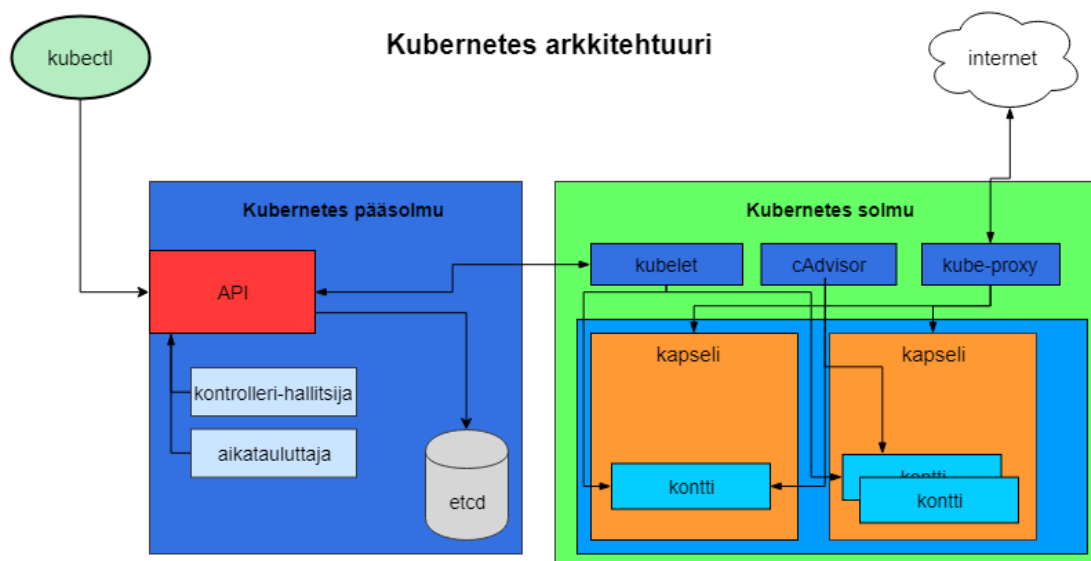 Kubernetes arkkitehtuuri
kubectl
internet
Kubernetes pääsolmu
API
kontrolleri-hallitsija
aikatauluttaja
etcd
Kubernetes solmu
kubelet
cAdvisor
kube-proxy
kapseli
kontti
kapseli
kontti
kontti